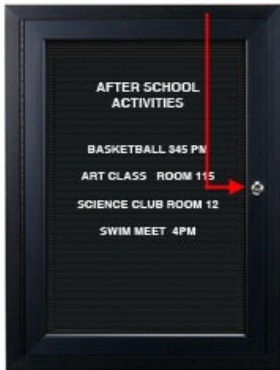 AFTER SCHOOL
ACTIVITIES
BASKETBALL 345 PM
ART CLASS ROOM 115
SCIENCE CLUB ROOM 12
SWIM MEET 4PM